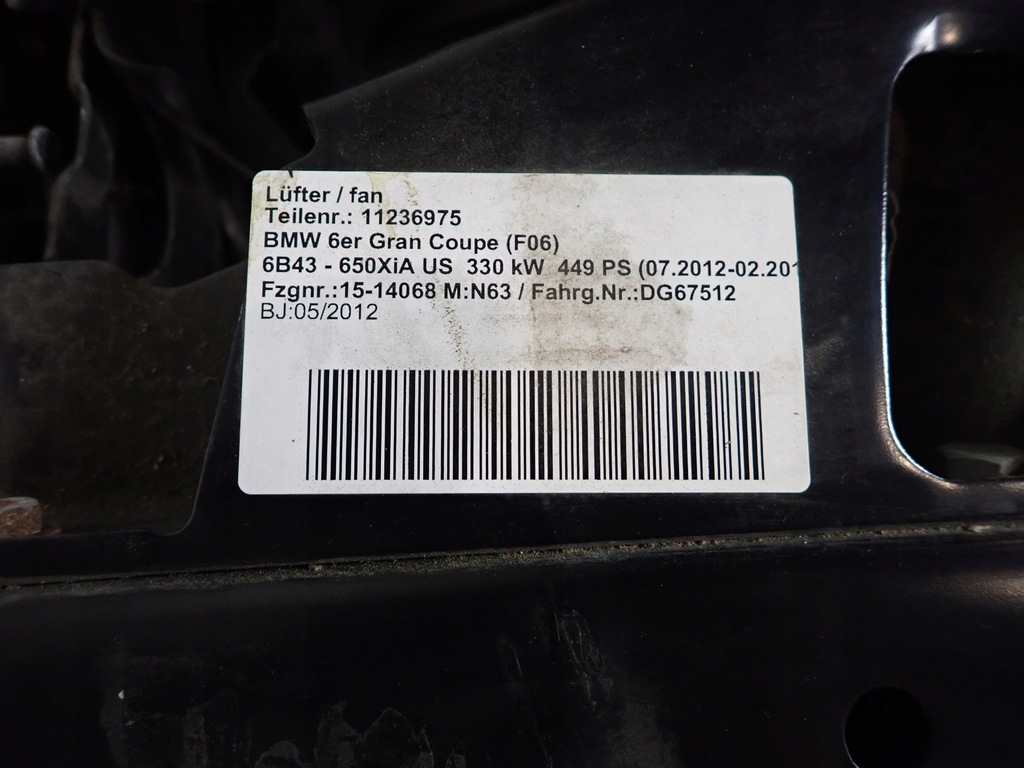 Lüfter / fan
Teilenr.: 11236975
BMW 6er Gran Coupe (F06)
6B43 - 650XiA US 330 kW 449 PS (07.2012-02.201
Fzgnr.:15-14068 M:N63 / Fahrg.Nr.:DG67512
BJ:05/2012